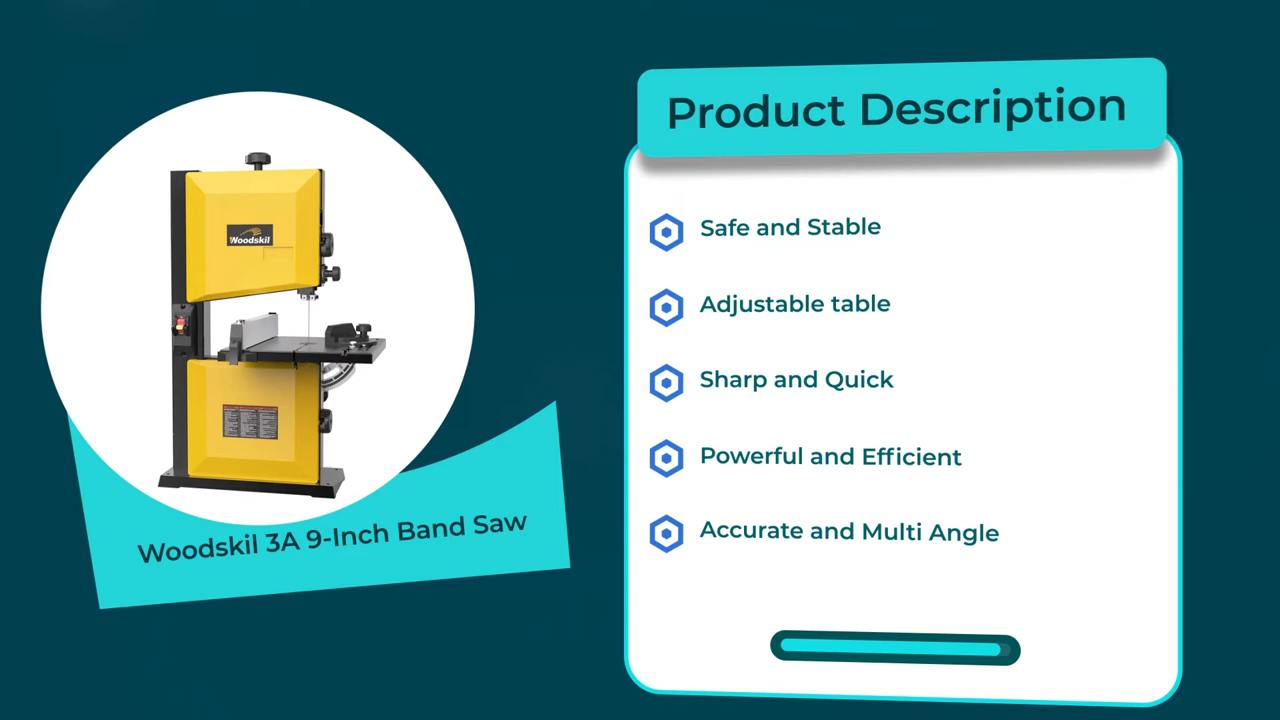 Product Description
Woodskil
Safe and Stable
Adjustable table
Sharp and Quick
Powerful and Efficient
Accurate and Multi Angle
Woodskil 3A 9-Inch Band Saw